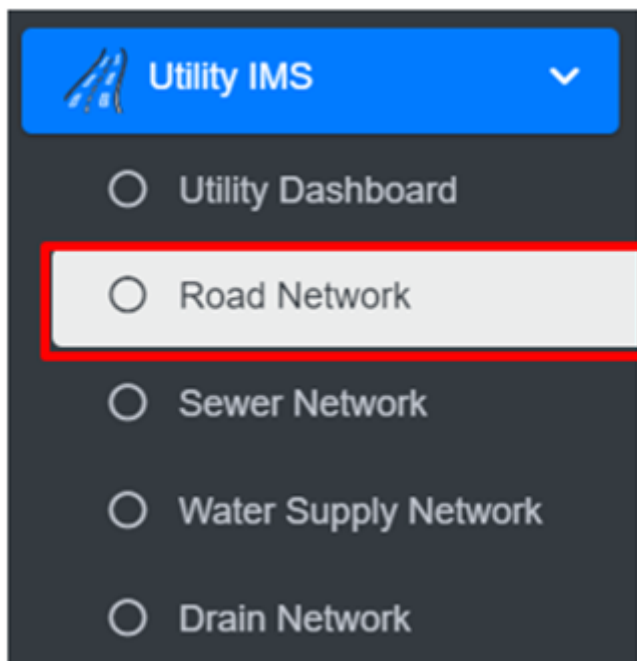 Utility IMS
Utility Dashboard
Road Network
Sewer Network
Water Supply Network
Drain Network